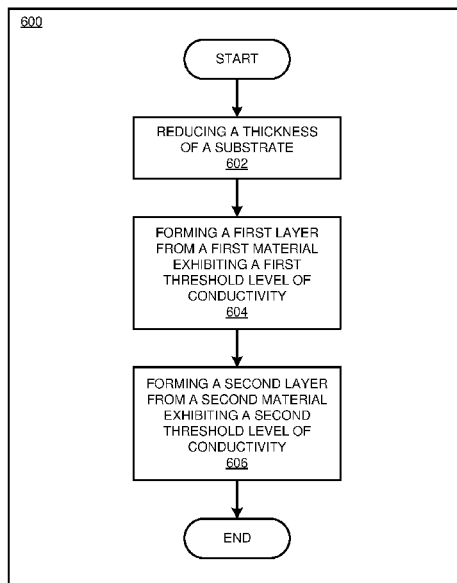 600
START
REDUCING A THICKNESS
OF A SUBSTRATE
602
FORMING A FIRST LAYER
FROM A FIRST MATERIAL
EXHIBITING A FIRST
THRESHOLD LEVEL OF
CONDUCTIVITY
604
FORMING A SECOND LAYER
FROM A SECOND MATERIAL
EXHIBITING A SECOND
THRESHOLD LEVEL OF
CONDUCTIVITY
606
END